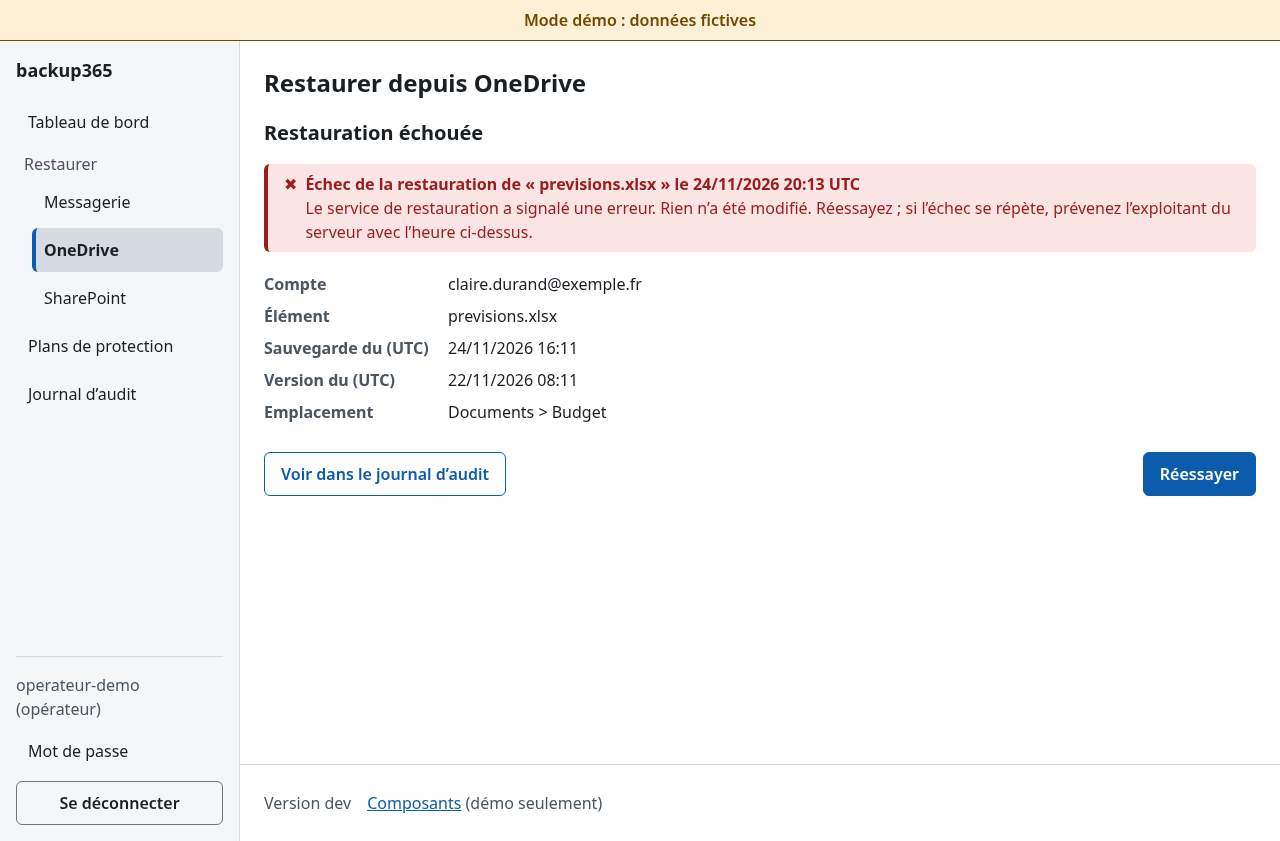 Mode démo : données fictives
backup365
Tableau de bord
Restaurer
Messagerie
OneDrive
SharePoint
Plans de protection
Journal d’audit
operateur-demo
(opérateur)
Mot de passe
Se déconnecter
Restaurer depuis OneDrive
Restauration échouée
✖ Échec de la restauration de « previsions.xlsx » le 24/11/2026 20:13 UTC
Le service de restauration a signalé une erreur. Rien n’a été modifié. Réessayez ; si l’échec se répète, prévenez l’exploitant du
serveur avec l’heure ci-dessus.
Compte claire.durand@exemple.fr
Élément previsions.xlsx
Sauvegarde du (UTC) 24/11/2026 16:11
Version du (UTC) 22/11/2026 08:11
Emplacement Documents > Budget
Voir dans le journal d’audit
Réessayer
Version dev Composants (démo seulement)